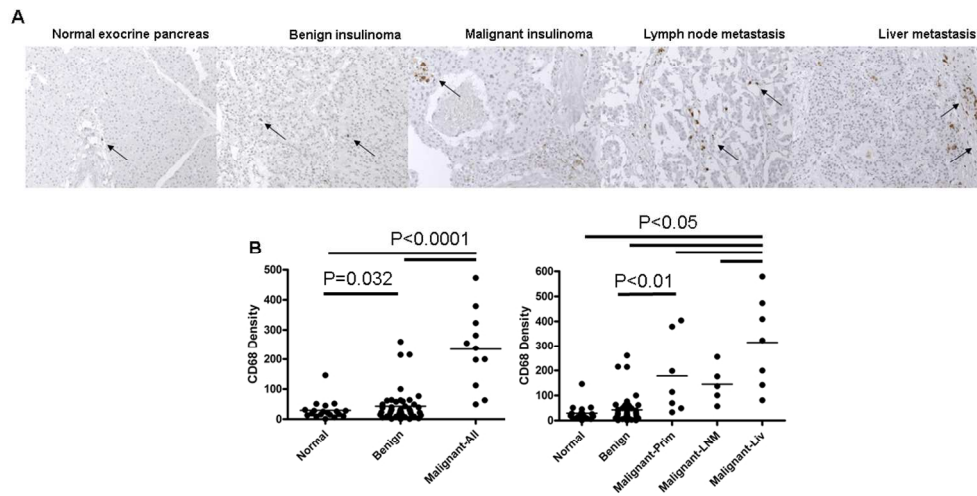 A
Normal exocrine pancreas
Benign insulinoma
Malignant insulinoma
Lymph node metastasis
Liver metastasis
B
P<0.0001
P=0.032
CD68 Density
500
400
300
200
100
0
Normal
Benign
Malignant-All
P<0.05
P<0.01
CD68 Density
600
500
400
300
200
100
0
Normal
Benign
Malignant-Prim
Malignant-LNM
Malignant-Liv